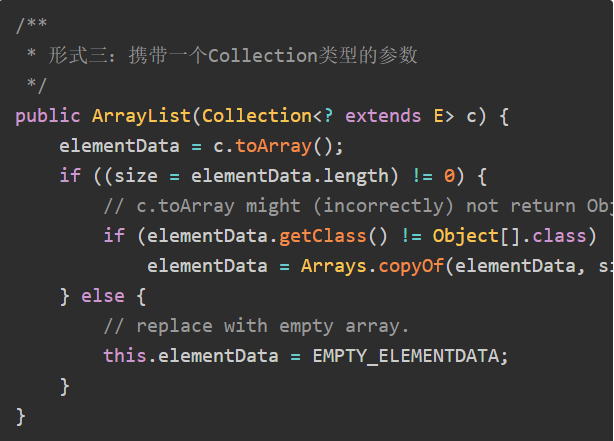 /**
 * 形式三：携带一个Collection类型的参数
 */
public ArrayList(Collection<? extends E> c) {
    elementData = c.toArray();
    if ((size = elementData.length) != 0) {
        // c.toArray might (incorrectly) not return Obj
        if (elementData.getClass() != Object[].class)
            elementData = Arrays.copyOf(elementData, si
    } else {
        // replace with empty array.
        this.elementData = EMPTY_ELEMENTDATA;
    }
}